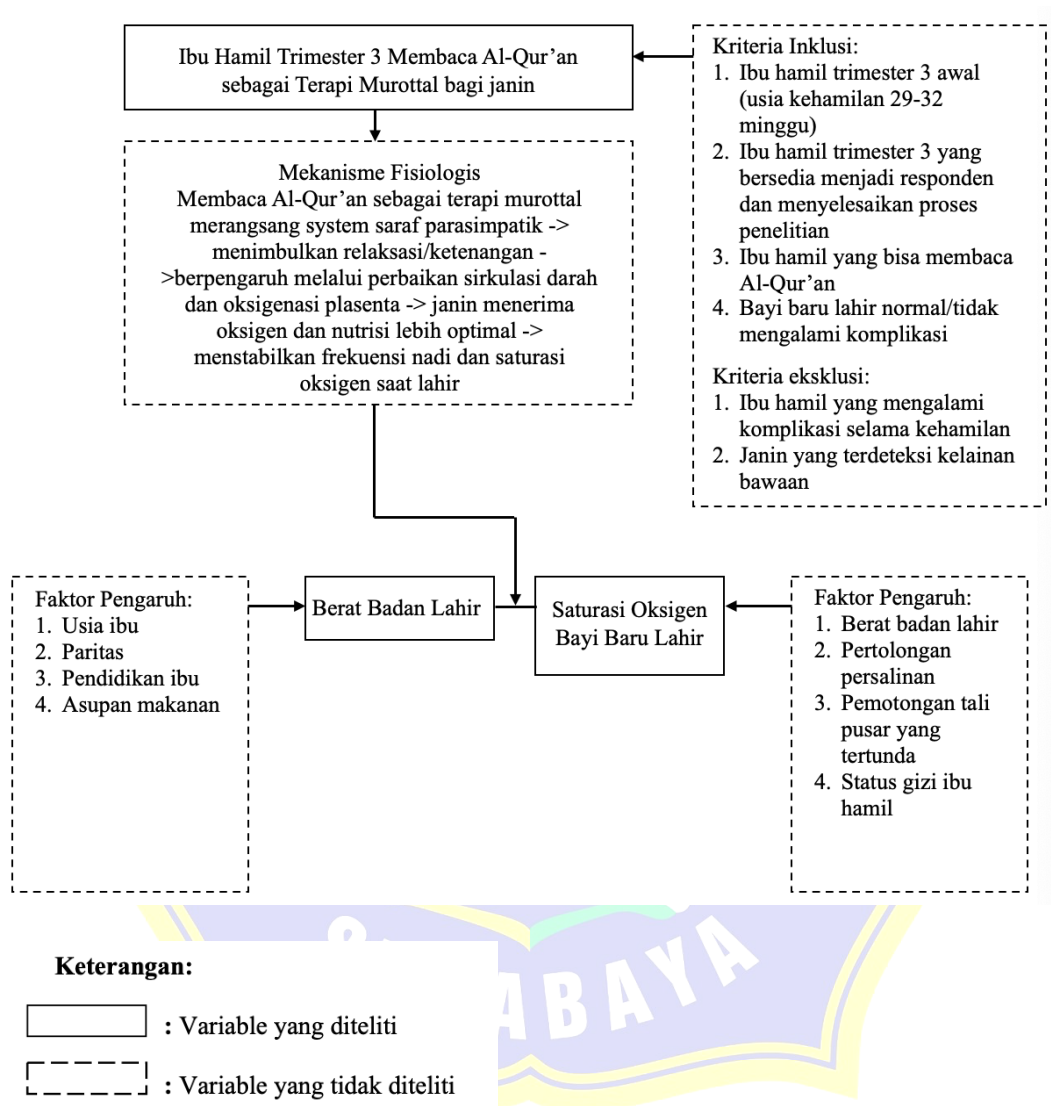 Ibu Hamil Trimester 3 Membaca Al-Qur’an
sebagai Terapi Murottal bagi janin
Kriteria Inklusi:
1. Ibu hamil trimester 3 awal
(usia kehamilan 29-32
minggu)
2. Ibu hamil trimester 3 yang
bersedia menjadi responden
dan menyelesaikan proses
penelitian
3. Ibu hamil yang bisa membaca
Al-Qur’an
4. Bayi baru lahir normal/tidak
mengalami komplikasi
Kriteria eksklusi:
1. Ibu hamil yang mengalami
komplikasi selama kehamilan
2. Janin yang terdeteksi kelainan
bawaan
Mekanisme Fisiologis
Membaca Al-Qur’an sebagai terapi murottal
merangsang system saraf parasimpatik ->
menimbulkan relaksasi/ketenangan -
>berpengaruh melalui perbaikan sirkulasi darah
dan oksigenasi plasenta -> janin menerima
oksigen dan nutrisi lebih optimal ->
menstabilkan frekuensi nadi dan saturasi
oksigen saat lahir
Faktor Pengaruh:
1. Usia ibu
2. Paritas
3. Pendidikan ibu
4. Asupan makanan
Berat Badan Lahir
Saturasi Oksigen
Bayi Baru Lahir
Faktor Pengaruh:
1. Berat badan lahir
2. Pertolongan
persalinan
3. Pemotongan tali
pusar yang
tertunda
4. Status gizi ibu
hamil
ABAYA
Keterangan:
: Variable yang diteliti
: Variable yang tidak diteliti